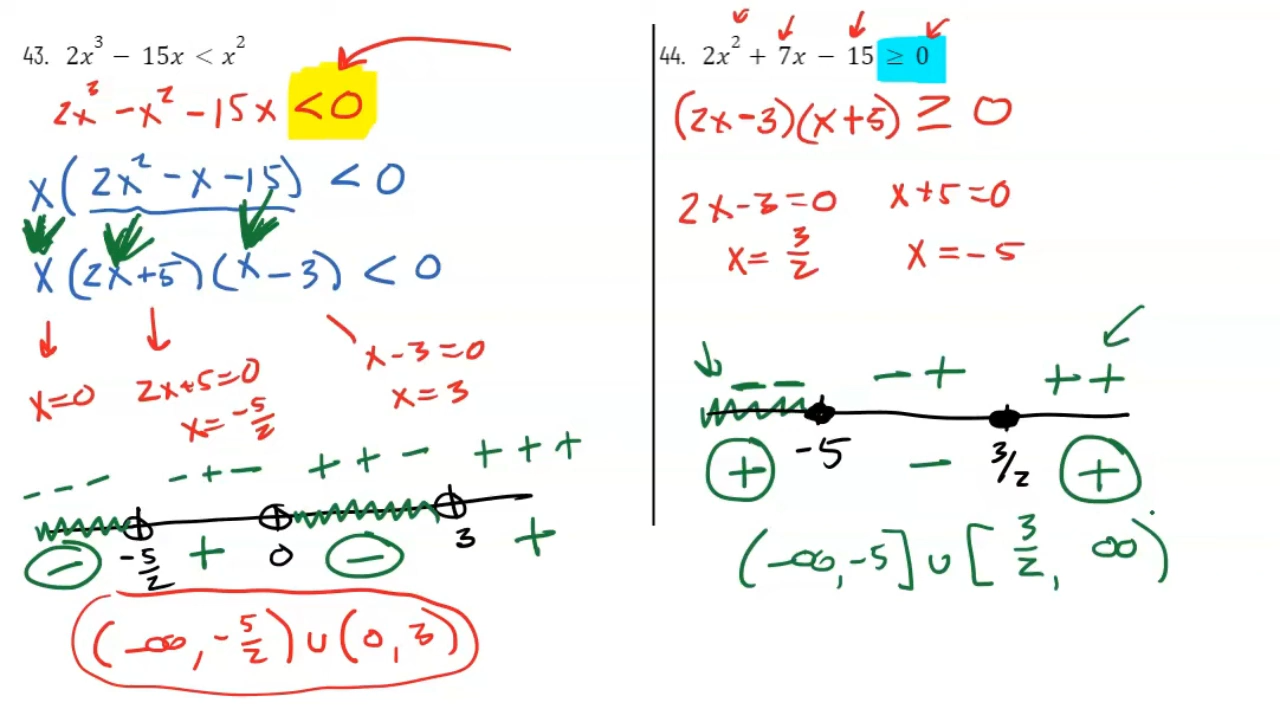 43. 2x³ − 15x < x²
2x³ − x² − 15x < 0
x(2x² − x − 15) < 0
x(2x+5)(x−3) < 0
x=0
2x+5=0
x=−5/2
x−3=0
x=3
− − − − + − + + − + + +
−5/2 0 3
− + − +
(−∞, −5/2) ∪ (0, 3)
44. 2x² + 7x − 15 ≥ 0
(2x−3)(x+5) ≥ 0
2x−3=0 x+5=0
x=3/2 x=−5
− − − + + +
−5 3/2
+ − +
(−∞, −5] ∪ [3/2, ∞)